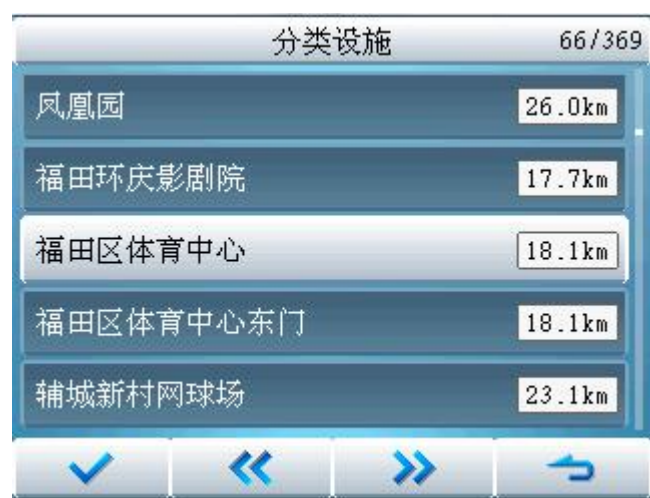 分类设施 66/369
凤凰园 26.0km
福田环庆影剧院 17.7km
福田区体育中心 18.1km
福田区体育中心东门 18.1km
辅城新村网球场 23.1km